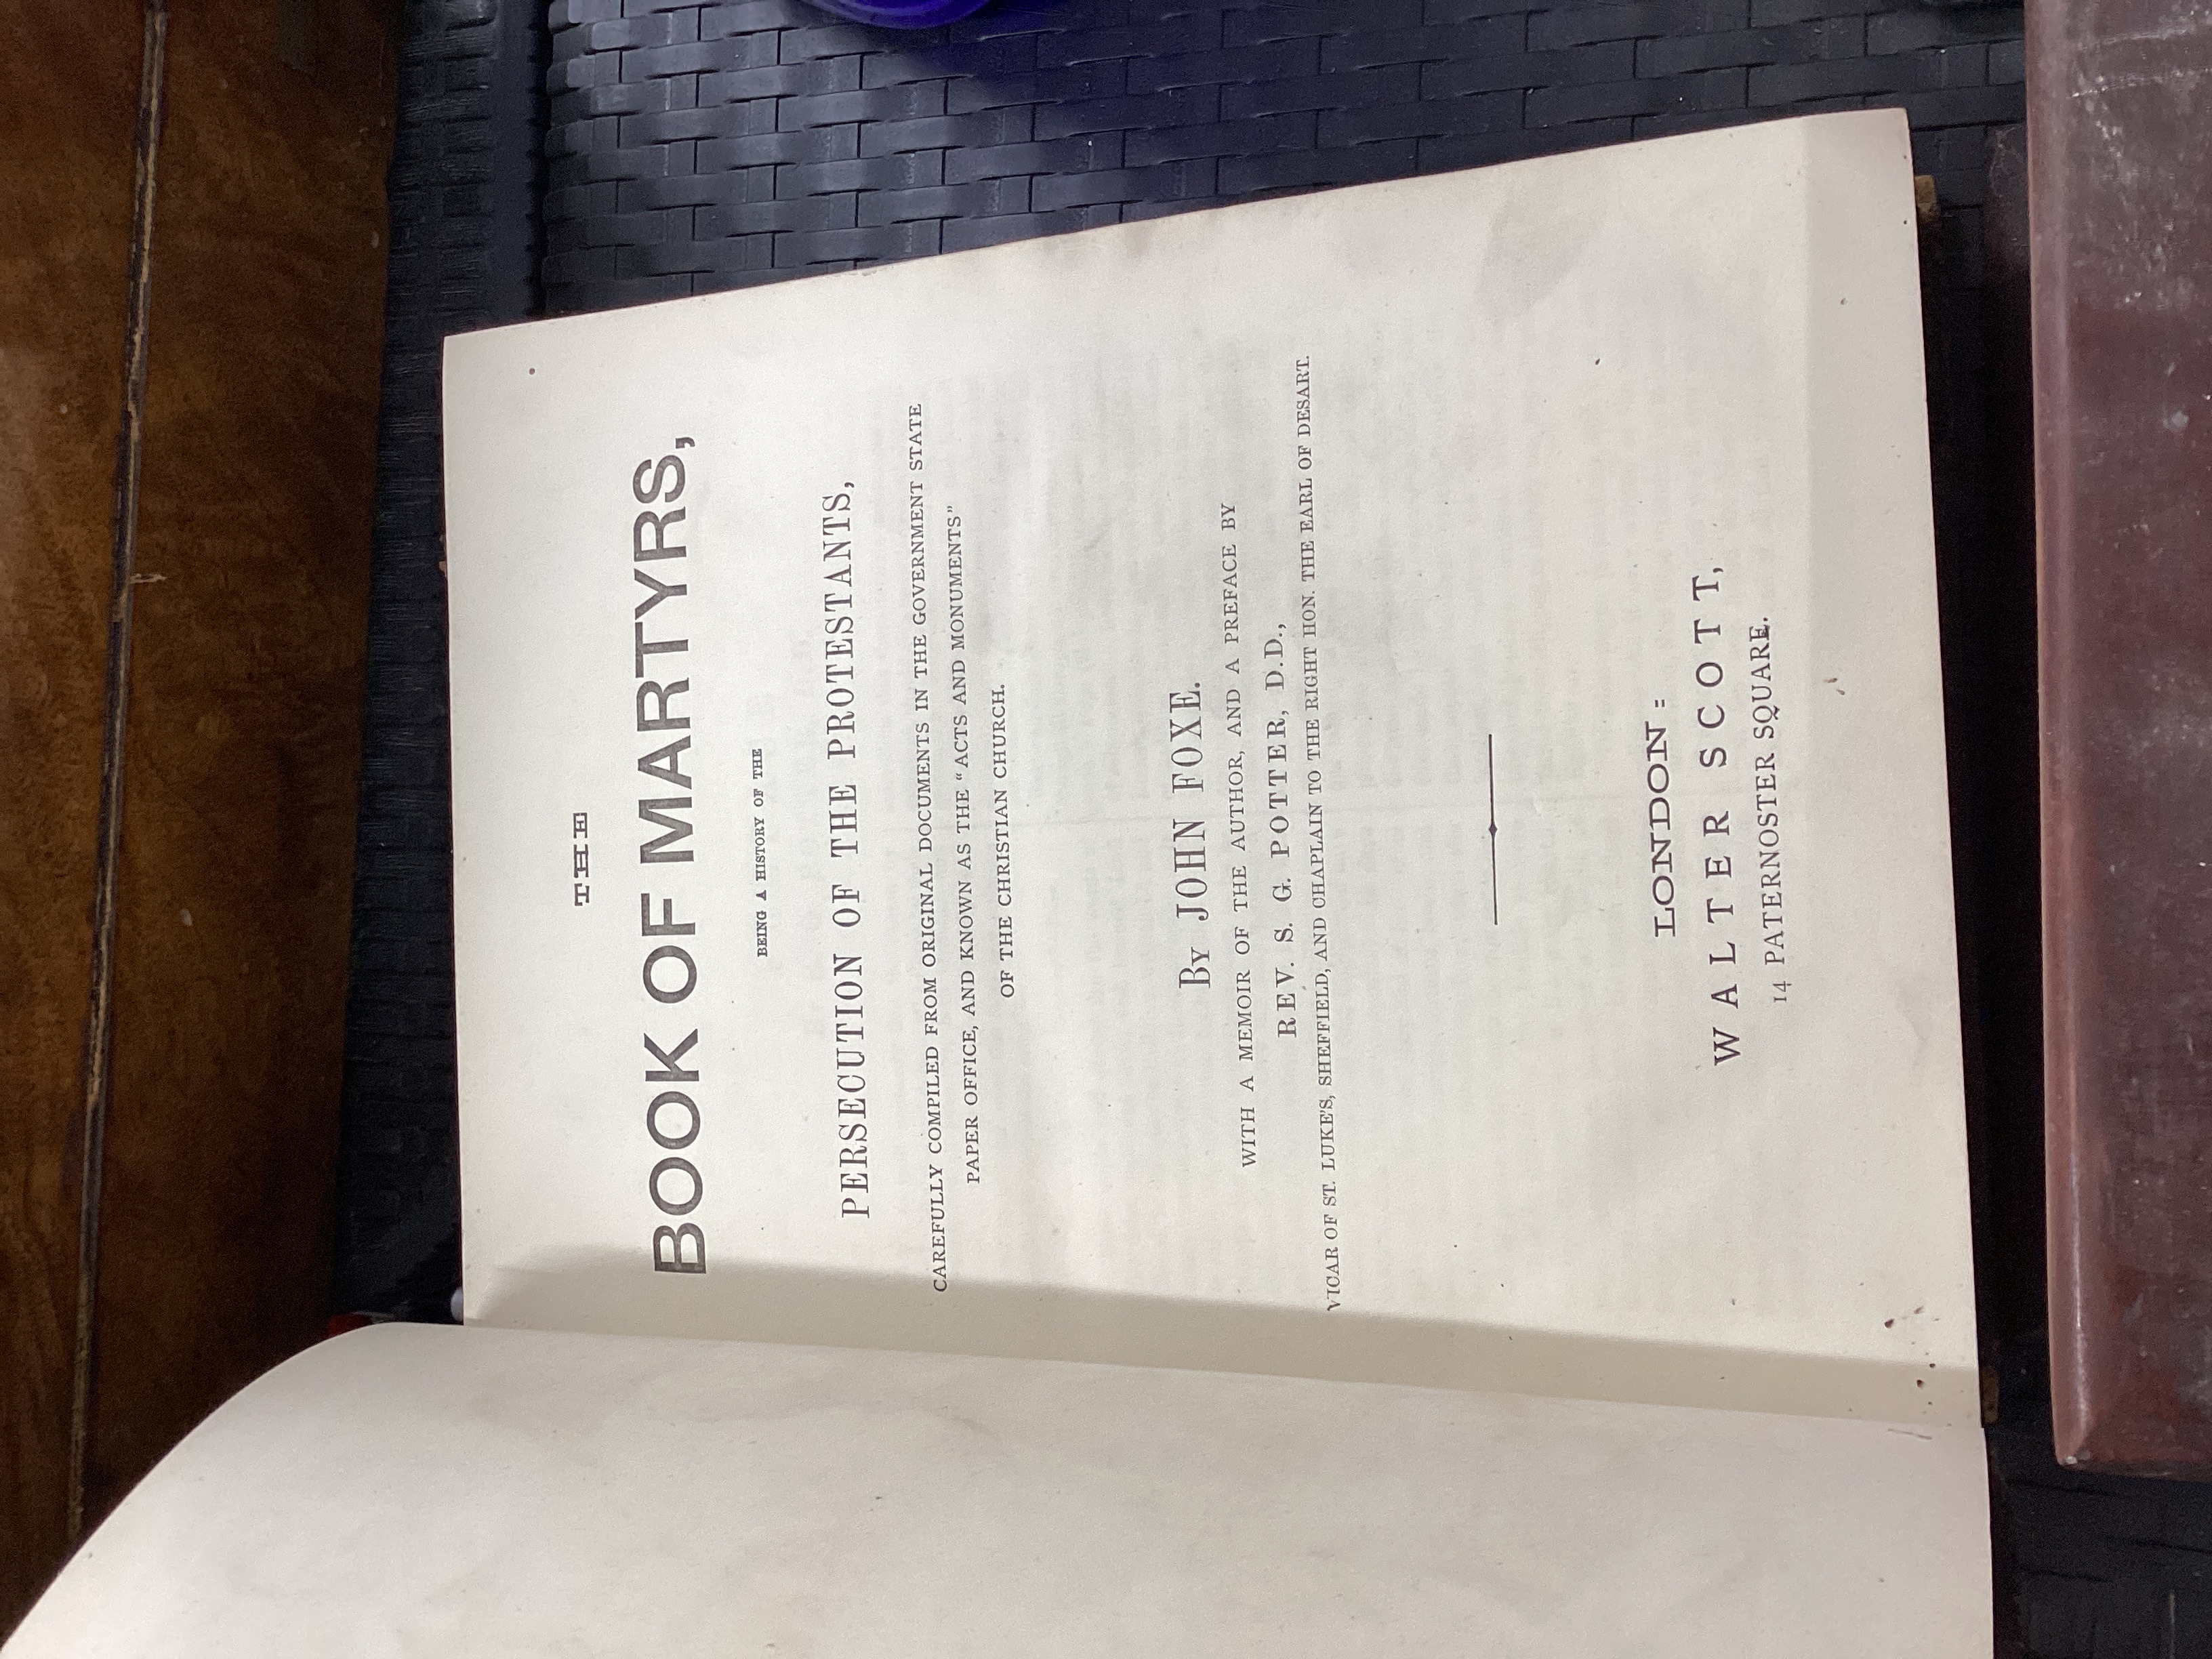 THE
BOOK OF MARTYRS,
BEING A HISTORY OF THE
PERSECUTION OF THE PROTESTANTS,
CAREFULLY COMPILED FROM ORIGINAL DOCUMENTS IN THE GOVERNMENT STATE
PAPER OFFICE, AND KNOWN AS THE "ACTS AND MONUMENTS"
OF THE CHRISTIAN CHURCH.
BY JOHN FOXE.
WITH A MEMOIR OF THE AUTHOR, AND A PREFACE BY
REV. S. G. POTTER, D.D.,
VICAR OF ST. LUKE'S, SHEFFIELD, AND CHAPLAIN TO THE RIGHT HON. THE EARL OF DESART.
LONDON:
WALTER SCOTT,
14 PATERNOSTER SQUARE.